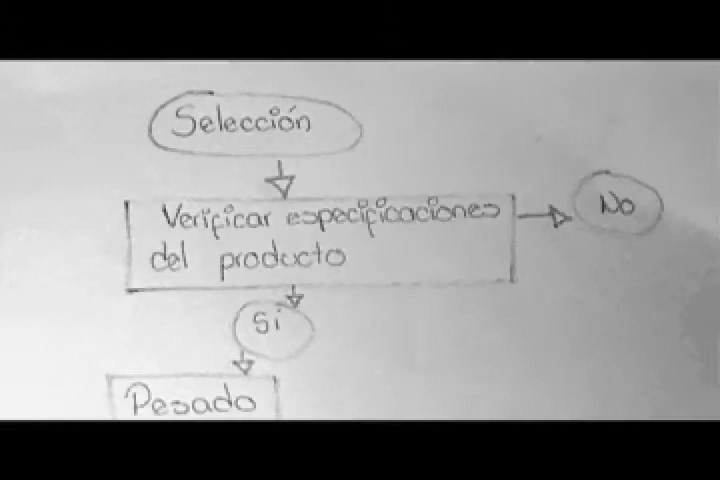 Selección
Verificar especificaciones
del producto
No
Si
Pesado